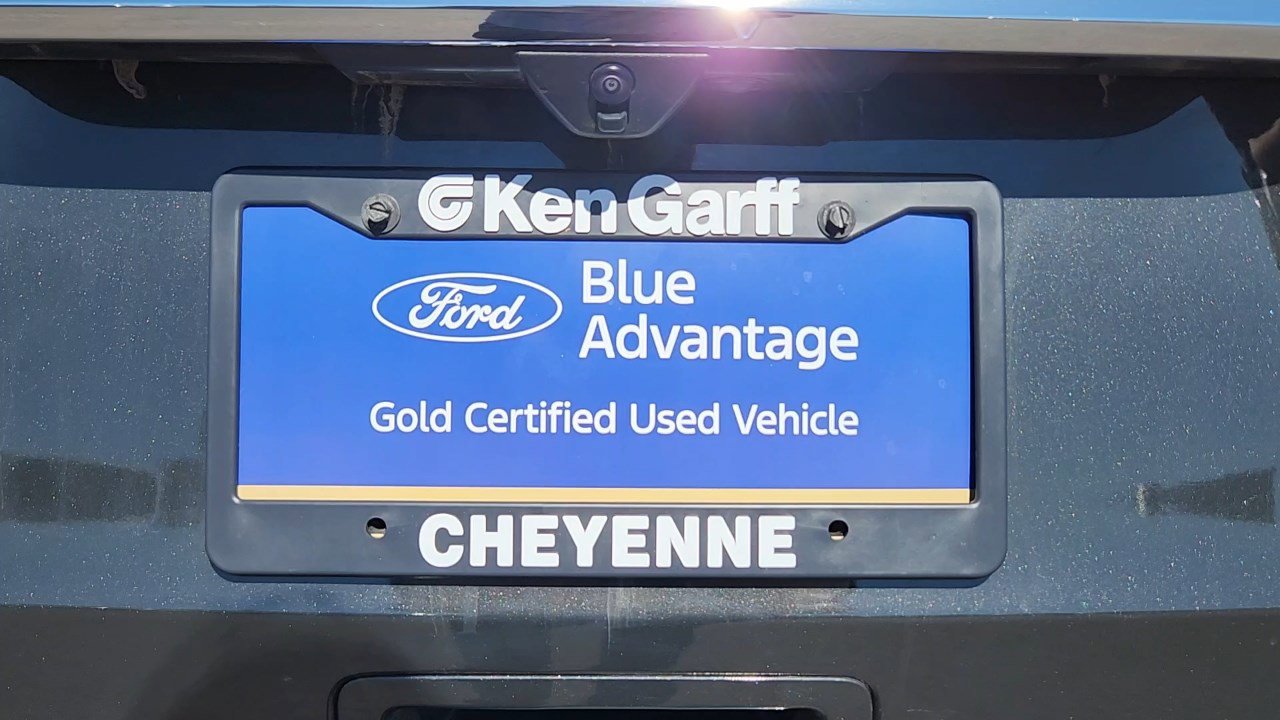 Ken Garff
Ford
Blue
Advantage
Gold Certified Used Vehicle
CHEYENNE